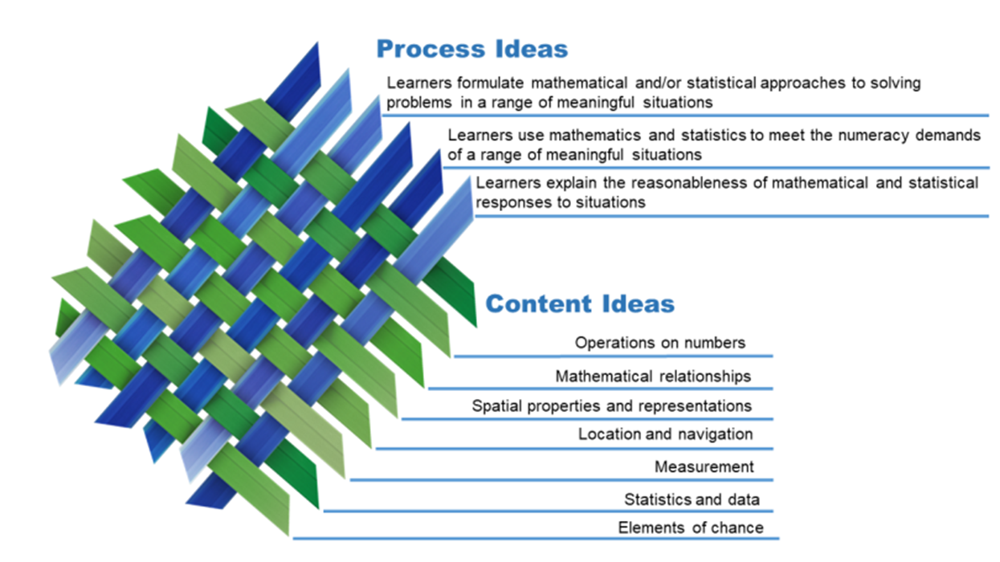 Process Ideas
Learners formulate mathematical and/or statistical approaches to solving
problems in a range of meaningful situations
Learners use mathematics and statistics to meet the numeracy demands
of a range of meaningful situations
Learners explain the reasonableness of mathematical and statistical
responses to situations
Content Ideas
Operations on numbers
Mathematical relationships
Spatial properties and representations
Location and navigation
Measurement
Statistics and data
Elements of chance